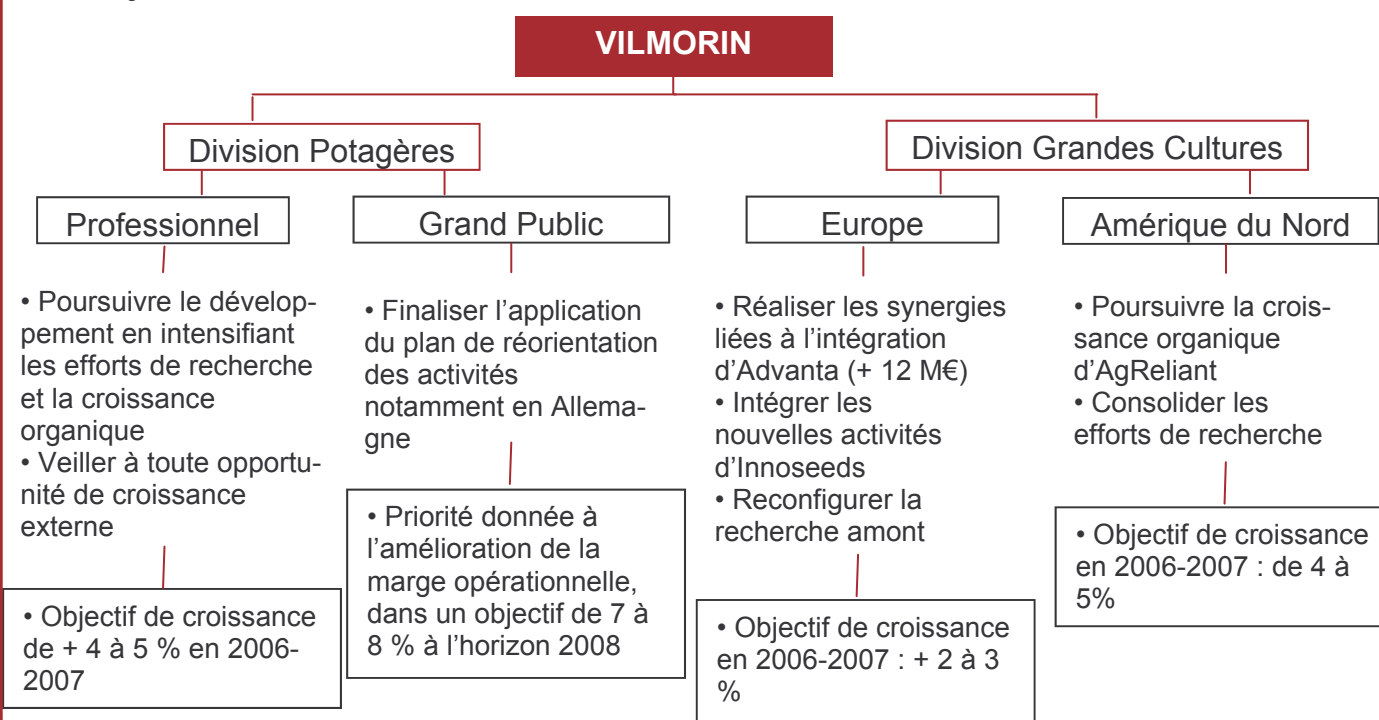 VILMORIN
Division Potagères
Division Grandes Cultures
Professionnel
Grand Public
Europe
Amérique du Nord
• Poursuivre le dévelop-
pement en intensifiant
les efforts de recherche
et la croissance
organique
• Veiller à toute opportu-
nité de croissance
externe
• Objectif de croissance
de + 4 à 5 % en 2006-
2007
• Finaliser l’application
du plan de réorientation
des activités
notamment en Allema-
gne
• Priorité donnée à
l’amélioration de la
marge opérationnelle,
dans un objectif de 7 à
8 % à l’horizon 2008
• Réaliser les synergies
liées à l’intégration
d’Advanta (+ 12 M€)
• Intégrer les
nouvelles activités
d’Innoseeds
• Reconfigurer la
recherche amont
• Objectif de croissance
en 2006-2007 : + 2 à 3
%
• Poursuivre la crois-
sance organique
d’AgReliant
• Consolider les
efforts de recherche
• Objectif de croissance
en 2006-2007 : de 4 à
5%